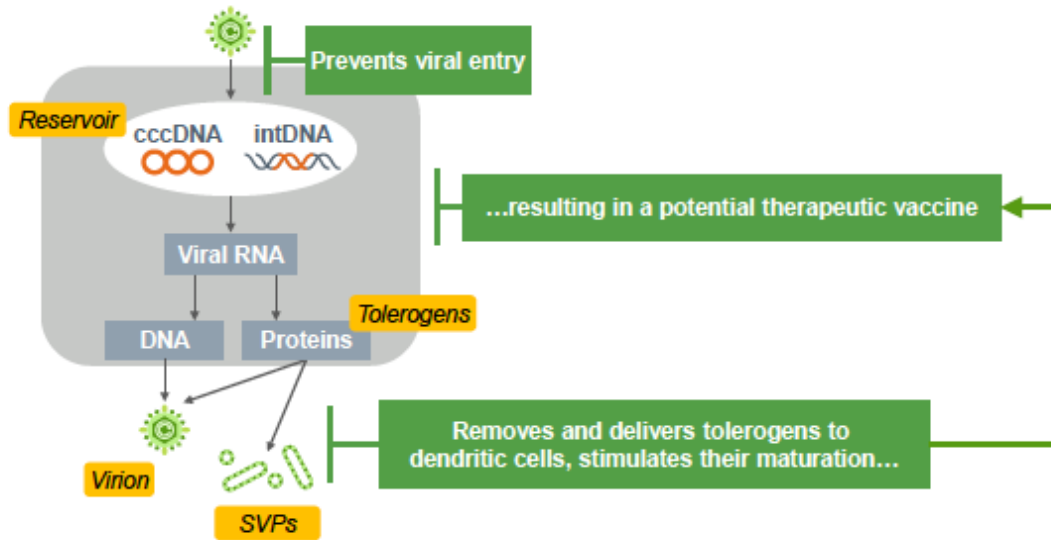 Prevents viral entry
Reservoir
cccDNA
intDNA
...resulting in a potential therapeutic vaccine
Viral RNA
Tolerogens
DNA
Proteins
Removes and delivers tolerogens to
dendritic cells, stimulates their maturation...
Virion
SVPs